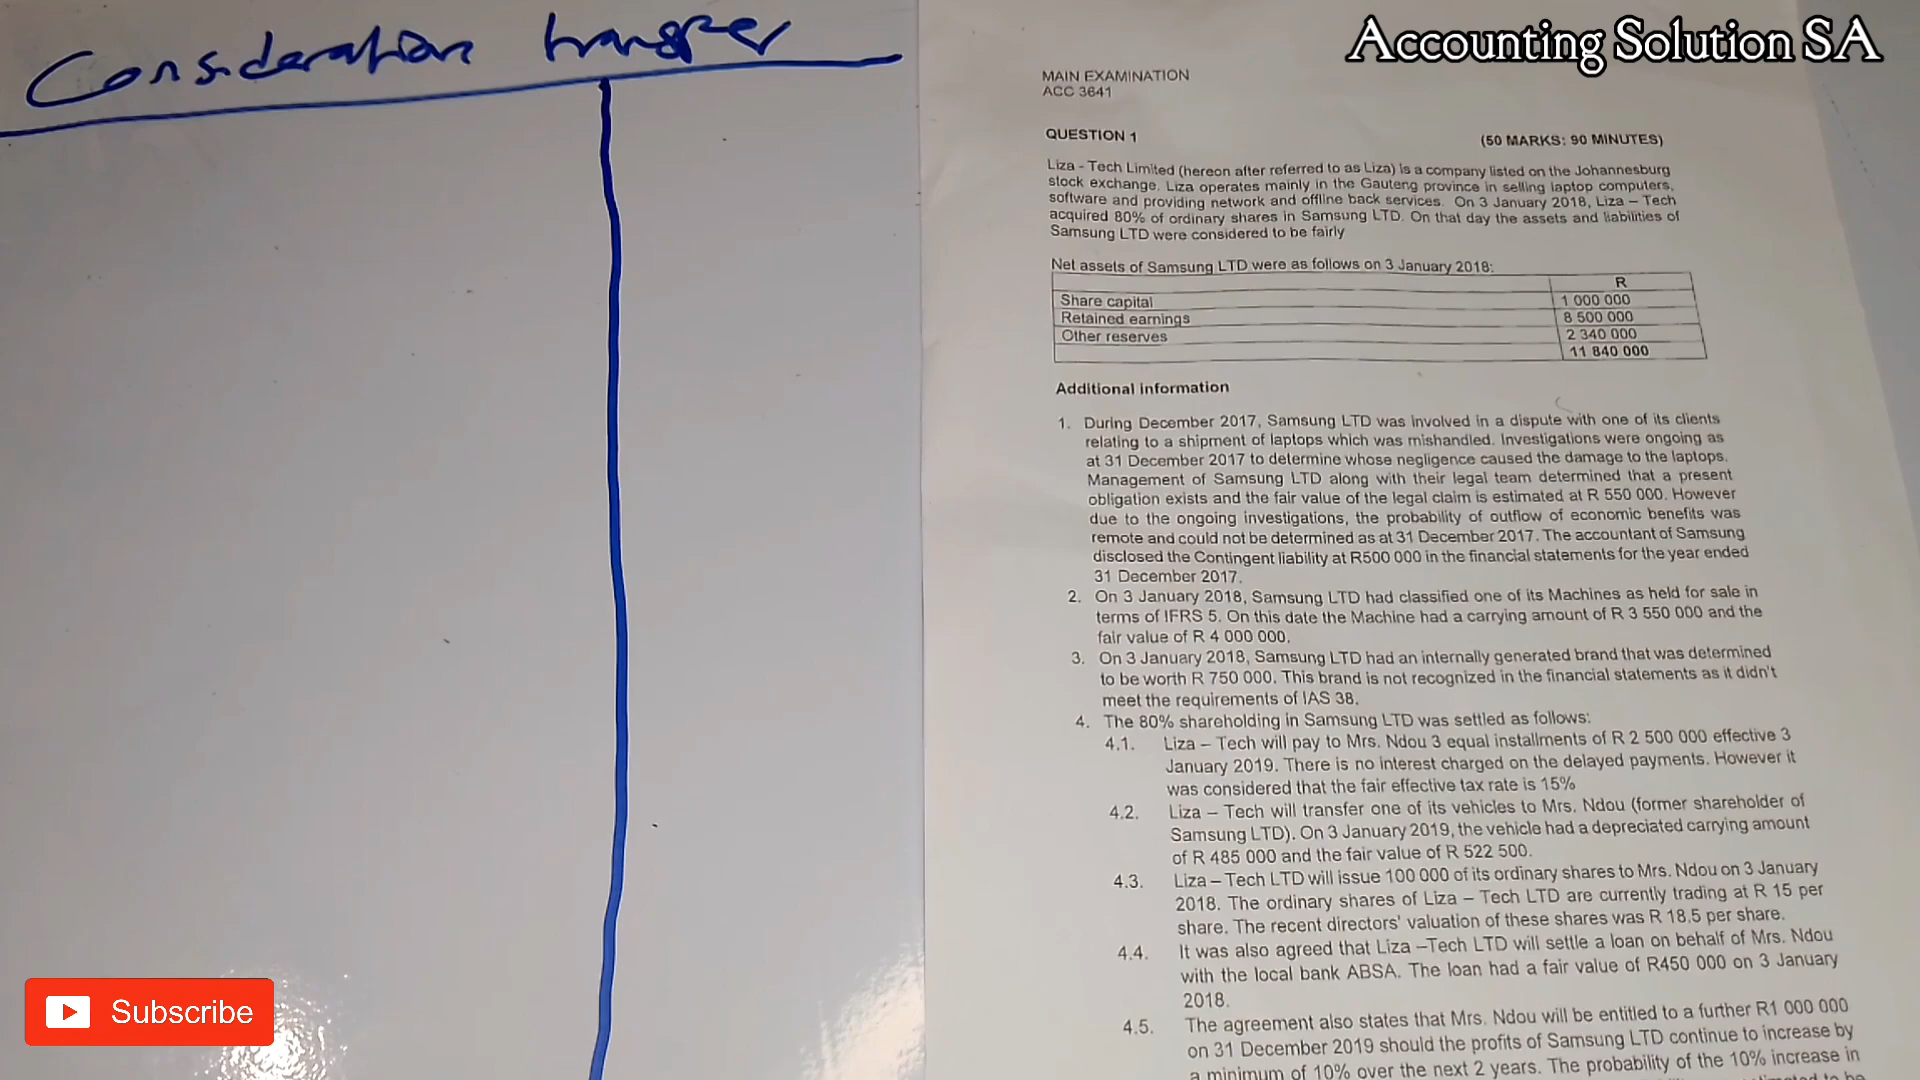 Consideration transfer
Accounting Solution SA
MAIN EXAMINATION
ACC 3641
QUESTION 1
(50 MARKS: 90 MINUTES)
Liza - Tech Limited (hereon after referred to as Liza) is a company listed on the Johannesburg
stock exchange. Liza operates mainly in the Gauteng province in selling laptop computers,
software and providing network and offline back services. On 3 January 2018, Liza – Tech
acquired 80% of ordinary shares in Samsung LTD. On that day the assets and liabilities of
Samsung LTD were considered to be fairly
Net assets of Samsung LTD were as follows on 3 January 2018:
R
Share capital 1 000 000
Retained earnings 8 500 000
Other reserves 2 340 000
11 840 000
Additional information
1. During December 2017, Samsung LTD was involved in a dispute with one of its clients
relating to a shipment of laptops which was mishandled. Investigations were ongoing as
at 31 December 2017 to determine whose negligence caused the damage to the laptops.
Management of Samsung LTD along with their legal team determined that a present
obligation exists and the fair value of the legal claim is estimated at R 550 000. However
due to the ongoing investigations, the probability of outflow of economic benefits was
remote and could not be determined as at 31 December 2017. The accountant of Samsung
disclosed the Contingent liability at R500 000 in the financial statements for the year ended
31 December 2017.
2. On 3 January 2018, Samsung LTD had classified one of its Machines as held for sale in
terms of IFRS 5. On this date the Machine had a carrying amount of R 3 550 000 and the
fair value of R 4 000 000.
3. On 3 January 2018, Samsung LTD had an internally generated brand that was determined
to be worth R 750 000. This brand is not recognized in the financial statements as it didn't
meet the requirements of IAS 38.
4. The 80% shareholding in Samsung LTD was settled as follows:
4.1. Liza – Tech will pay to Mrs. Ndou 3 equal installments of R 2 500 000 effective 3
January 2019. There is no interest charged on the delayed payments. However it
was considered that the fair effective tax rate is 15%
4.2. Liza – Tech will transfer one of its vehicles to Mrs. Ndou (former shareholder of
Samsung LTD). On 3 January 2019, the vehicle had a depreciated carrying amount
of R 485 000 and the fair value of R 522 500.
4.3. Liza – Tech LTD will issue 100 000 of its ordinary shares to Mrs. Ndou on 3 January
2018. The ordinary shares of Liza – Tech LTD are currently trading at R 15 per
share. The recent directors' valuation of these shares was R 18.5 per share.
4.4. It was also agreed that Liza –Tech LTD will settle a loan on behalf of Mrs. Ndou
with the local bank ABSA. The loan had a fair value of R450 000 on 3 January
2018.
4.5. The agreement also states that Mrs. Ndou will be entitled to a further R1 000 000
on 31 December 2019 should the profits of Samsung LTD continue to increase by
a minimum of 10% over the next 2 years. The probability of the 10% increase in
Subscribe